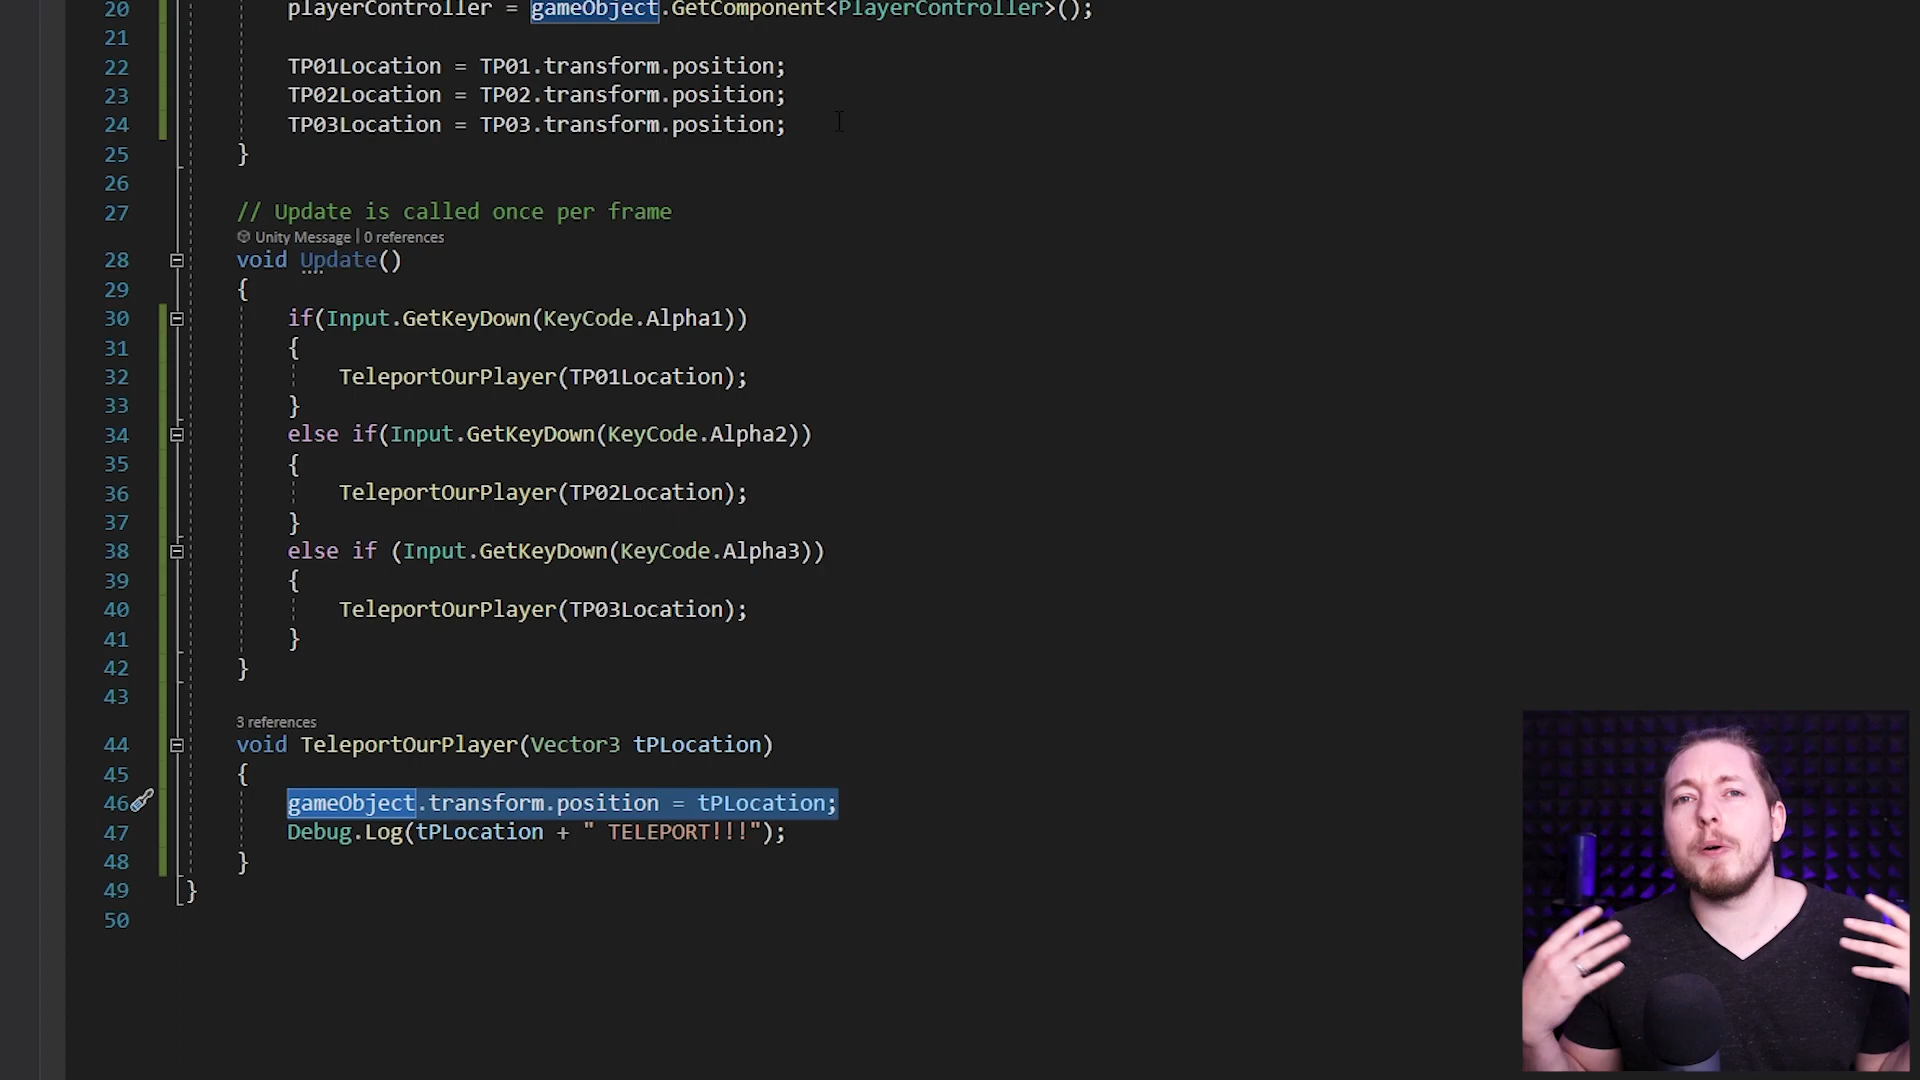 20 playerController = gameObject.GetComponent<PlayerController>();
21
22 TP01Location = TP01.transform.position;
23 TP02Location = TP02.transform.position;
24 TP03Location = TP03.transform.position;
25 }
26
27 // Update is called once per frame
Unity Message | 0 references
28 void Update()
29 {
30 if(Input.GetKeyDown(KeyCode.Alpha1))
31 {
32 TeleportOurPlayer(TP01Location);
33 }
34 else if(Input.GetKeyDown(KeyCode.Alpha2))
35 {
36 TeleportOurPlayer(TP02Location);
37 }
38 else if (Input.GetKeyDown(KeyCode.Alpha3))
39 {
40 TeleportOurPlayer(TP03Location);
41 }
42 }
43
3 references
44 void TeleportOurPlayer(Vector3 tPLocation)
45 {
46 gameObject.transform.position = tPLocation;
47 Debug.Log(tPLocation + " TELEPORT!!!");
48 }
49 }
50